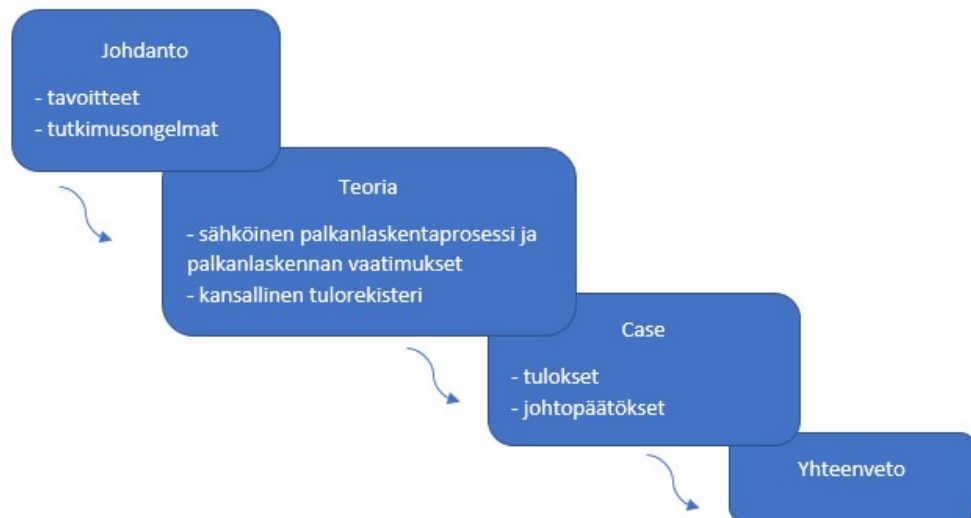 Johdanto
- tavoitteet
- tutkimusongelmat
Teoria
- sähköinen palkanlaskentaprosessi ja
palkanlaskennan vaatimukset
- kansallinen tulorekisteri
Case
- tulokset
- johtopäätökset
Yhteenveto